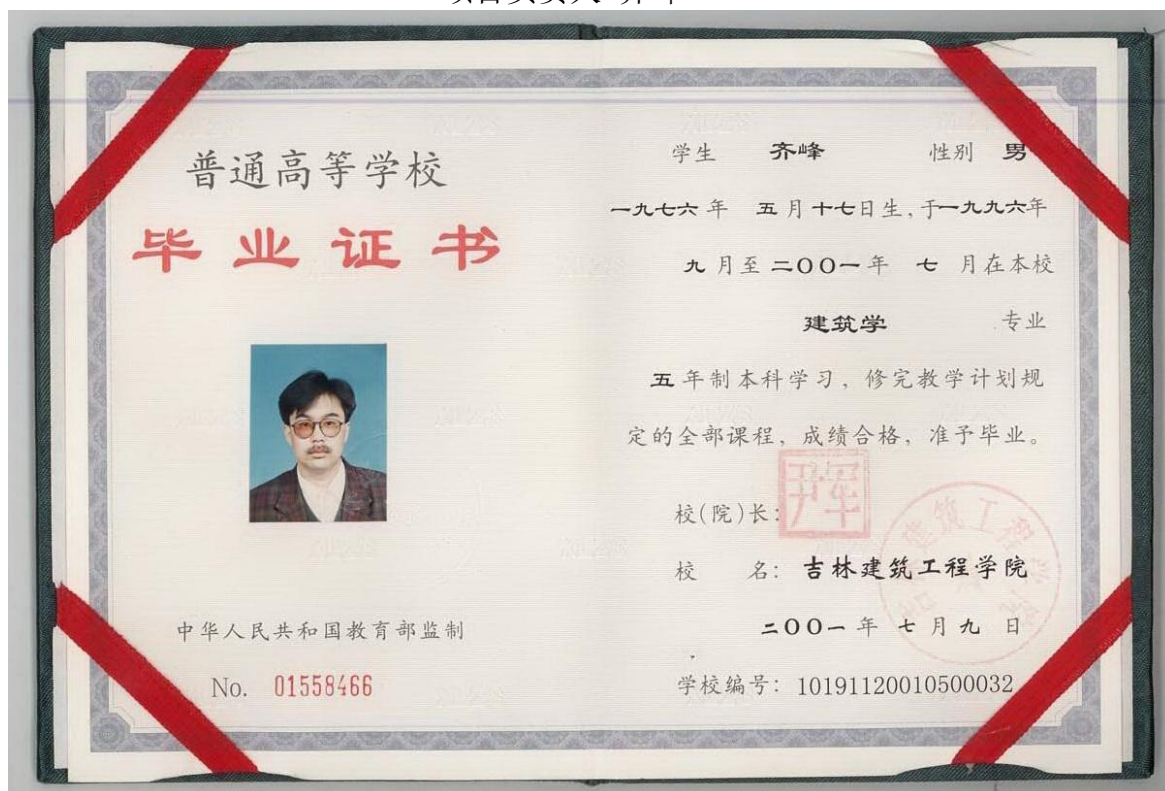 普通高等学校
毕业证书
中华人民共和国教育部监制
No. 01558466
学生 齐峰 性别 男
一九七六年 五月十七日生,于一九九六年
九月至二〇〇一年 七 月在本校
建筑学 专业
五年制本科学习，修完教学计划规
定的全部课程，成绩合格，准予毕业。
校(院)长:
校 名: 吉林建筑工程学院
二〇〇一年 七月九 日
学校编号: 10191120010500032